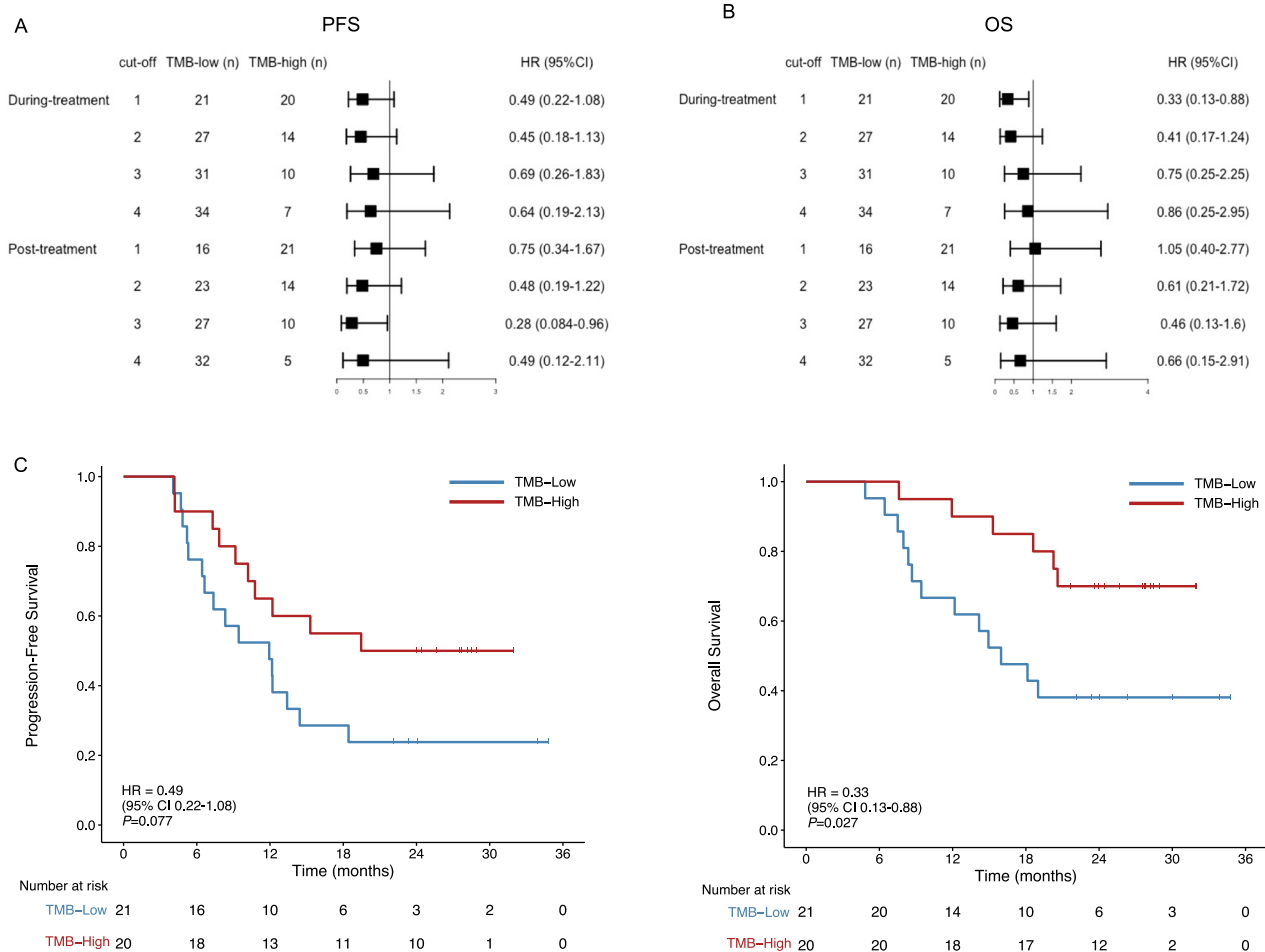 A
PFS
cut-off TMB-low (n) TMB-high (n) HR (95%CI)
During-treatment 1 21 20 0.49 (0.22-1.08)
2 27 14 0.45 (0.18-1.13)
3 31 10 0.69 (0.26-1.83)
4 34 7 0.64 (0.19-2.13)
Post-treatment 1 16 21 0.75 (0.34-1.67)
2 23 14 0.48 (0.19-1.22)
3 27 10 0.28 (0.084-0.96)
4 32 5 0.49 (0.12-2.11)
0 0.5 1 1.5 2 3
B
OS
cut-off TMB-low (n) TMB-high (n) HR (95%CI)
During-treatment 1 21 20 0.33 (0.13-0.88)
2 27 14 0.41 (0.17-1.24)
3 31 10 0.75 (0.25-2.25)
4 34 7 0.86 (0.25-2.95)
Post-treatment 1 16 21 1.05 (0.40-2.77)
2 23 14 0.61 (0.21-1.72)
3 27 10 0.46 (0.13-1.6)
4 32 5 0.66 (0.15-2.91)
0 0.5 1 1.5 2 4
C
Progression-Free Survival
1.0
0.8
0.6
0.4
0.2
0.0
TMB-Low
TMB-High
HR = 0.49
(95% CI 0.22-1.08)
P=0.077
0 6 12 18 24 30 36
Time (months)
Number at risk
TMB-Low 21 16 10 6 3 2 0
TMB-High 20 18 13 11 10 1 0
Overall Survival
1.0
0.8
0.6
0.4
0.2
0.0
TMB-Low
TMB-High
HR = 0.33
(95% CI 0.13-0.88)
P=0.027
0 6 12 18 24 30 36
Time (months)
Number at risk
TMB-Low 21 20 14 10 6 3 0
TMB-High 20 20 18 17 12 2 0